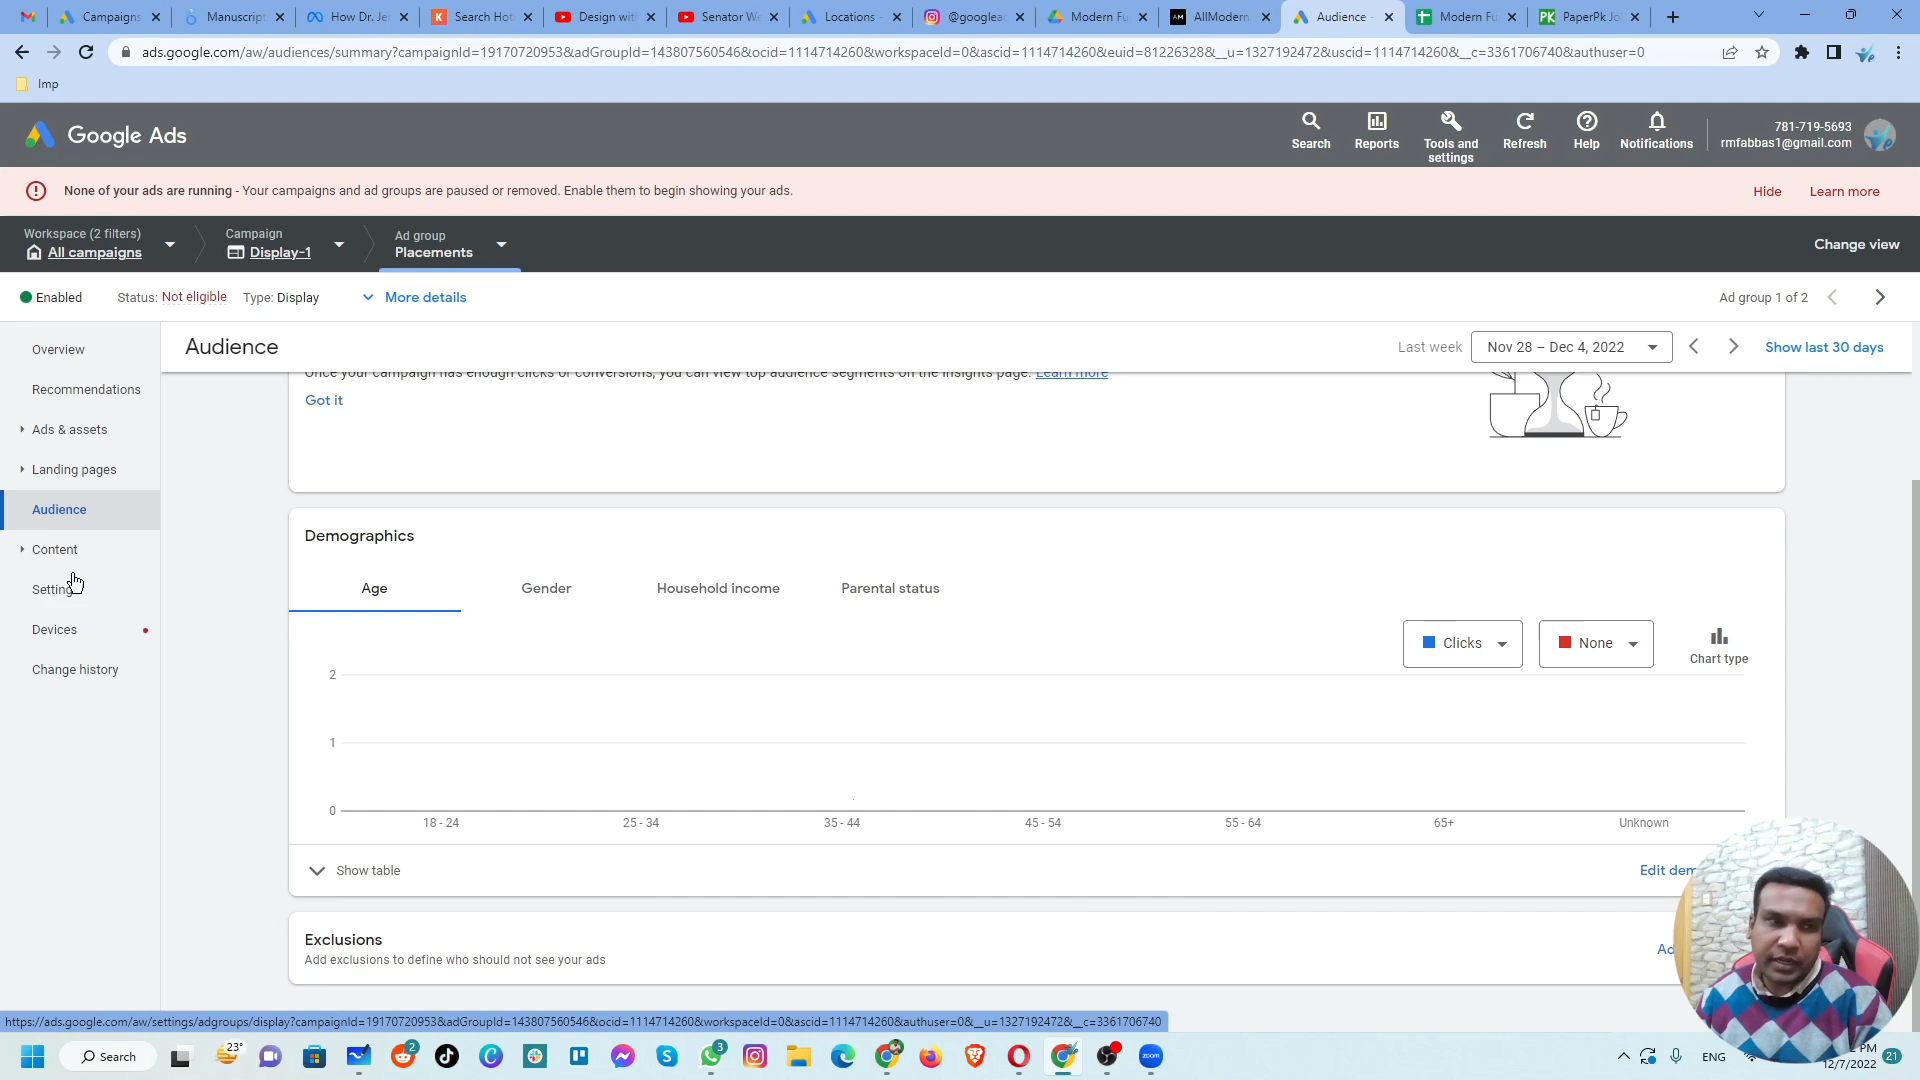 Campaigns
Manuscript
How Dr. Je
Search Hot
Design wit
Senator We
Locations -
@googlead
Modern Fu
AllModern
Audience -
Modern Fu
PaperPk Jo
ads.google.com/aw/audiences/summary?campaignId=19170720953&adGroupId=143807560546&ocid=1114714260&workspaceId=0&ascid=1114714260&euid=81226328&__u=1327192472&uscid=1114714260&__c=3361706740&authuser=0
Imp
Google Ads
Search
Reports
Tools and settings
Refresh
Help
Notifications
781-719-5693
rmfabbas1@gmail.com
None of your ads are running - Your campaigns and ad groups are paused or removed. Enable them to begin showing your ads.
Hide
Learn more
Workspace (2 filters)
All campaigns
Campaign
Display-1
Ad group
Placements
Change view
Enabled
Status: Not eligible
Type: Display
More details
Ad group 1 of 2
Overview
Recommendations
Ads & assets
Landing pages
Audience
Content
Setting
Devices
Change history
Audience
Last week
Nov 28 – Dec 4, 2022
Show last 30 days
Once your campaign has enough clicks or conversions, you can view top audience segments on the Insights page. Learn more
Got it
Demographics
Age
Gender
Household income
Parental status
Clicks
None
Chart type
2
1
0
18 - 24
25 - 34
35 - 44
45 - 54
55 - 64
65+
Unknown
Show table
Edit dem
Exclusions
Add exclusions to define who should not see your ads
Ad
https://ads.google.com/aw/settings/adgroups/display?campaignId=19170720953&adGroupId=143807560546&ocid=1114714260&workspaceId=0&ascid=1114714260&authuser=0&__u=1327192472&__c=3361706740
Search
23°
2
3
zoom
ENG
2 PM
12/7/2022
21